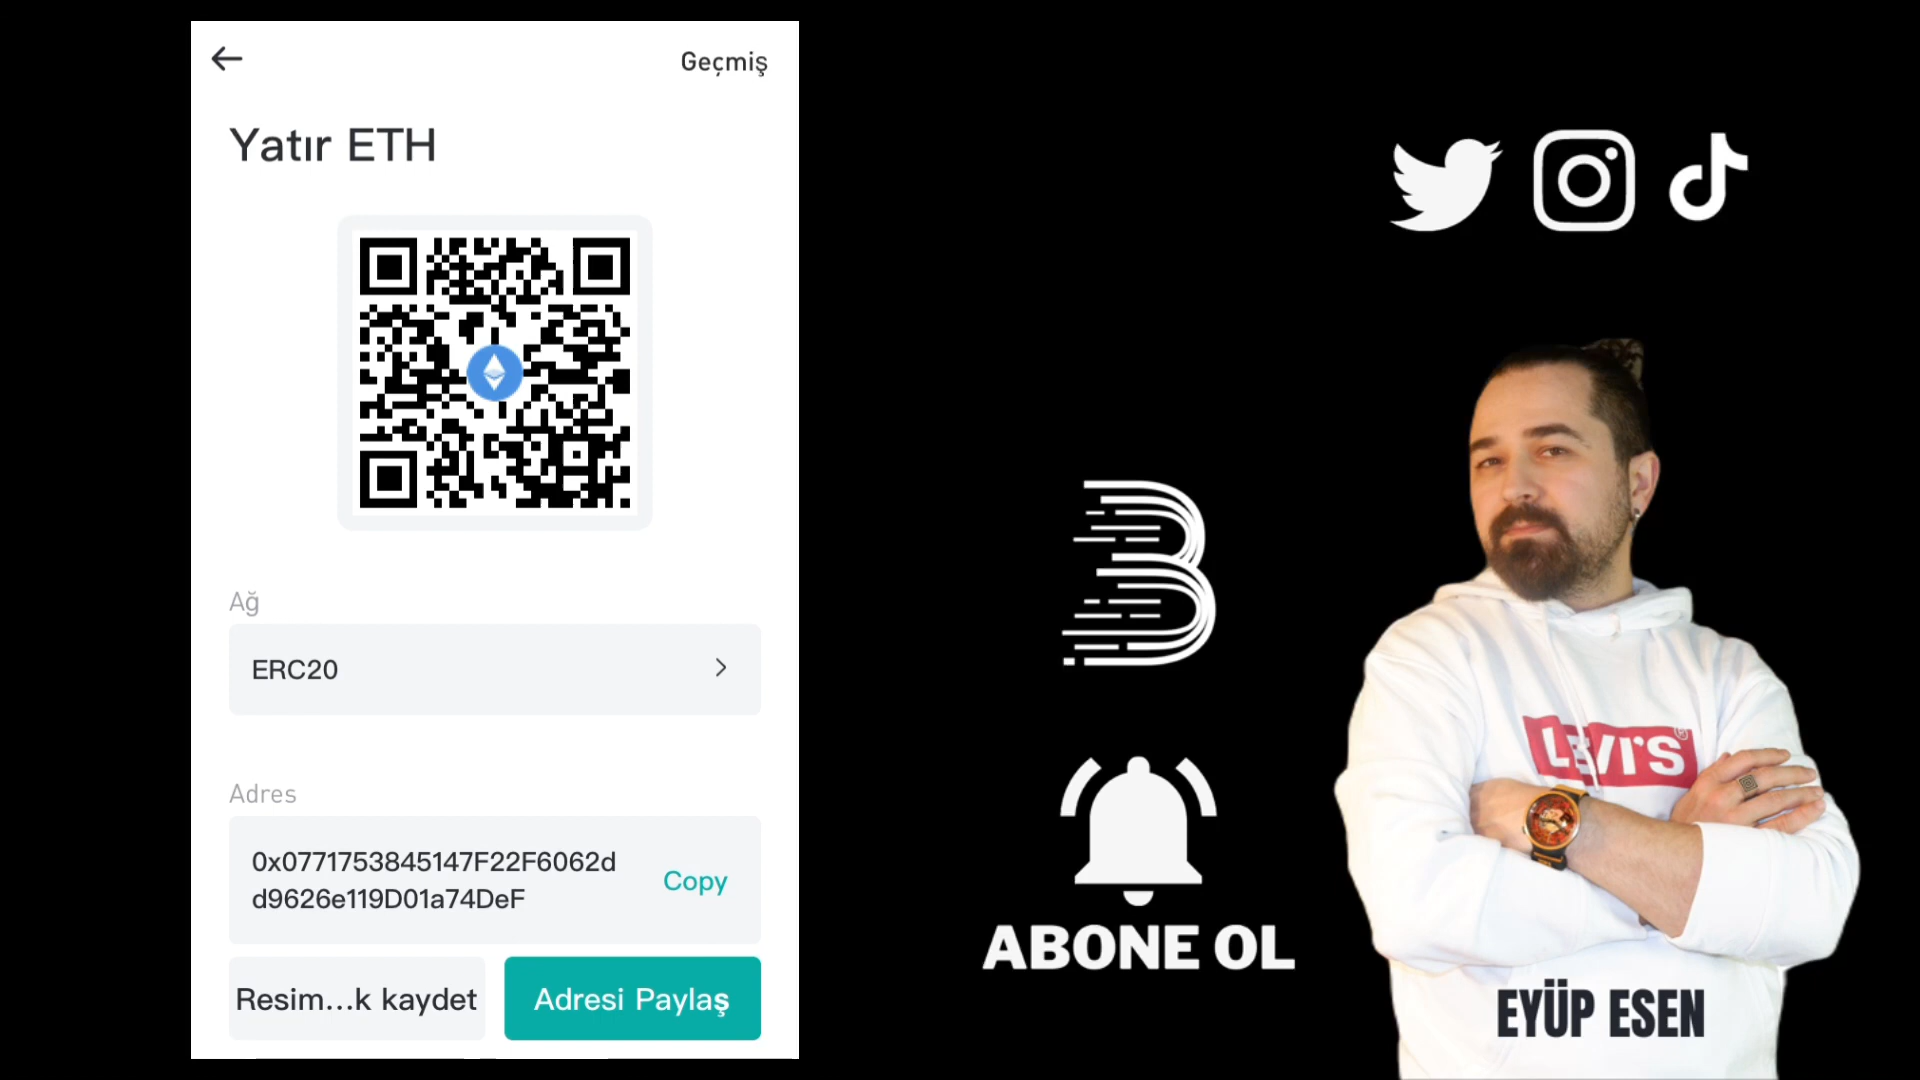 Geçmiş
Yatır ETH
Ağ
ERC20
Adres
0x0771753845147F22F6062d
d9626e119D01a74DeF
Copy
Resim...k kaydet
Adresi Paylaş
ABONE OL
LEVI'S
EYÜP ESEN